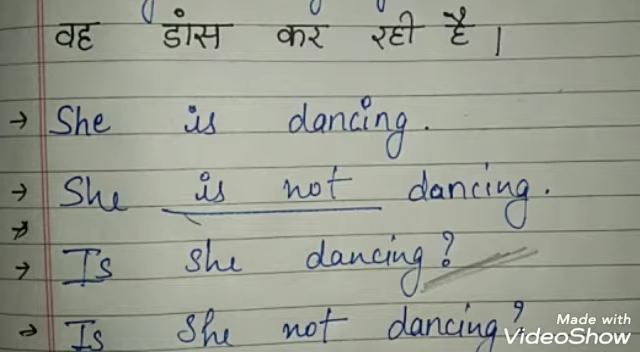 वह डांस कर रही है।
→ She is dancing.
→ She is not dancing.
→
→ Is she dancing?
→ Is she not dancing?
Made with
VideoShow